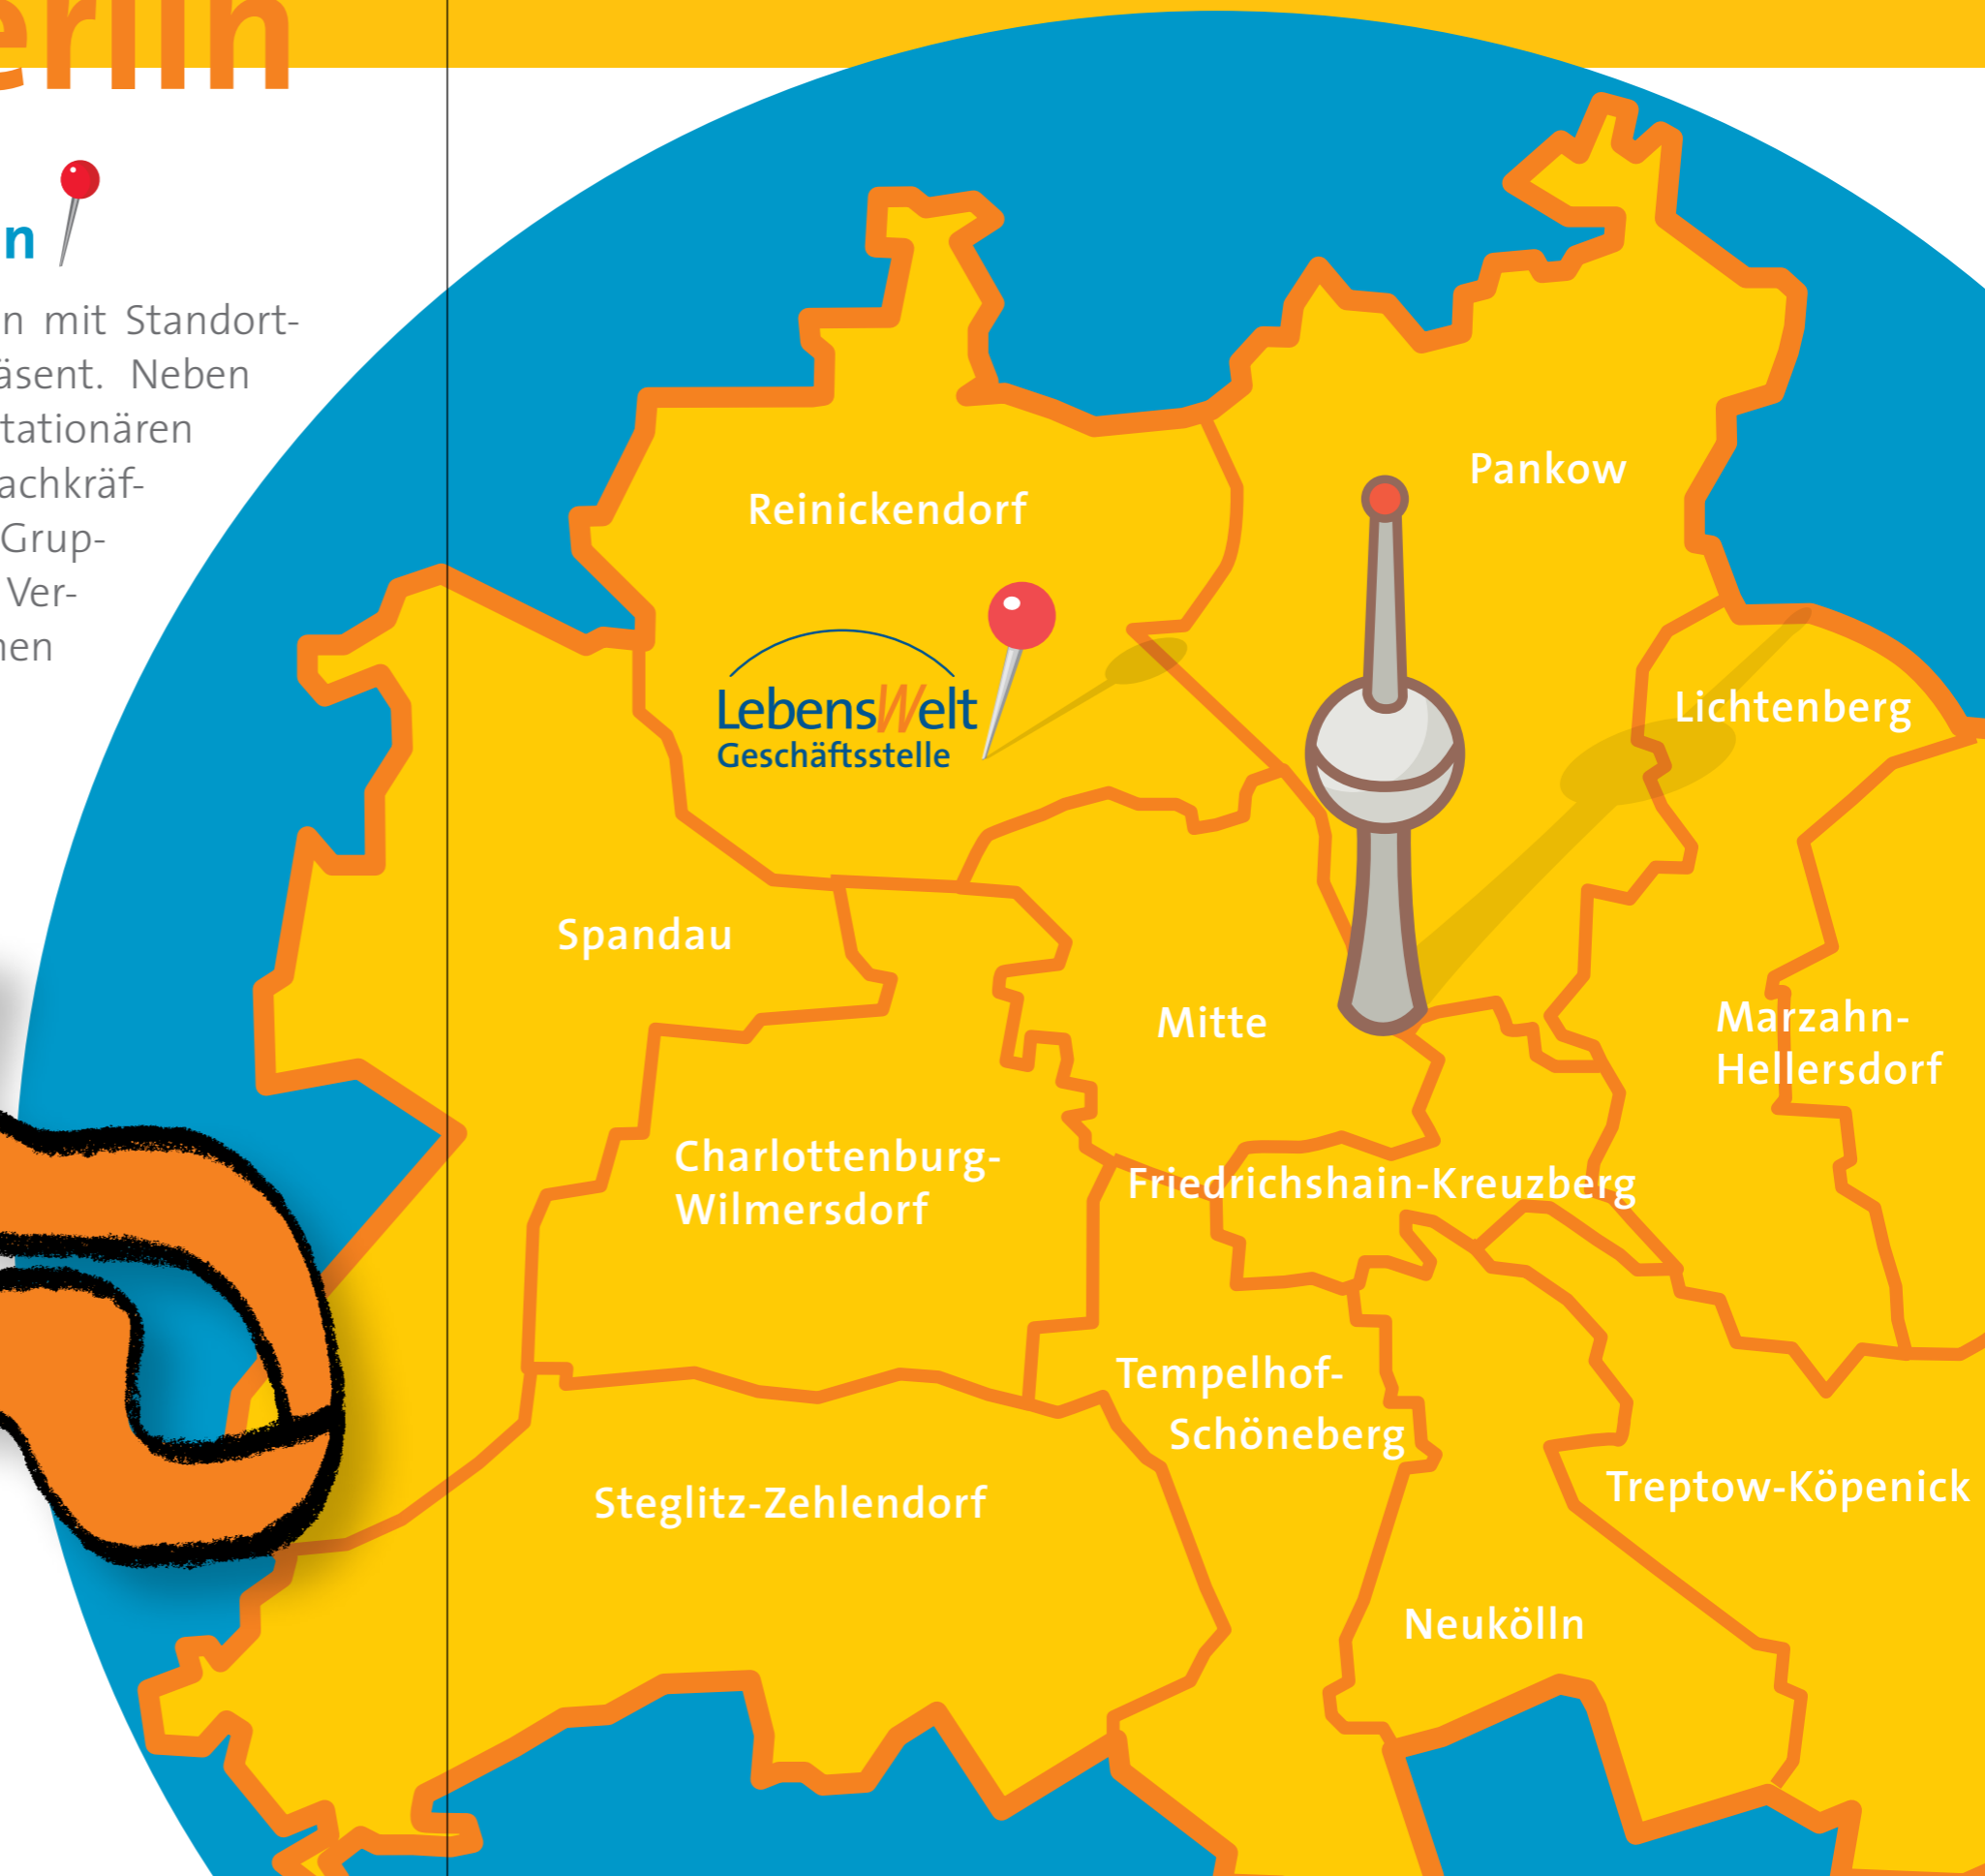 erlin
n
n mit Standort-
äsent. Neben
tationären
achkräf-
Grup-
Ver-
nen
Pankow
Reinickendorf
LebensWelt
Geschäftsstelle
Lichtenberg
Spandau
Mitte
Marzahn-
Hellersdorf
Charlottenburg-
Wilmersdorf
Friedrichshain-Kreuzberg
Tempelhof-
Schöneberg
Steglitz-Zehlendorf
Treptow-Köpenick
Neukölln